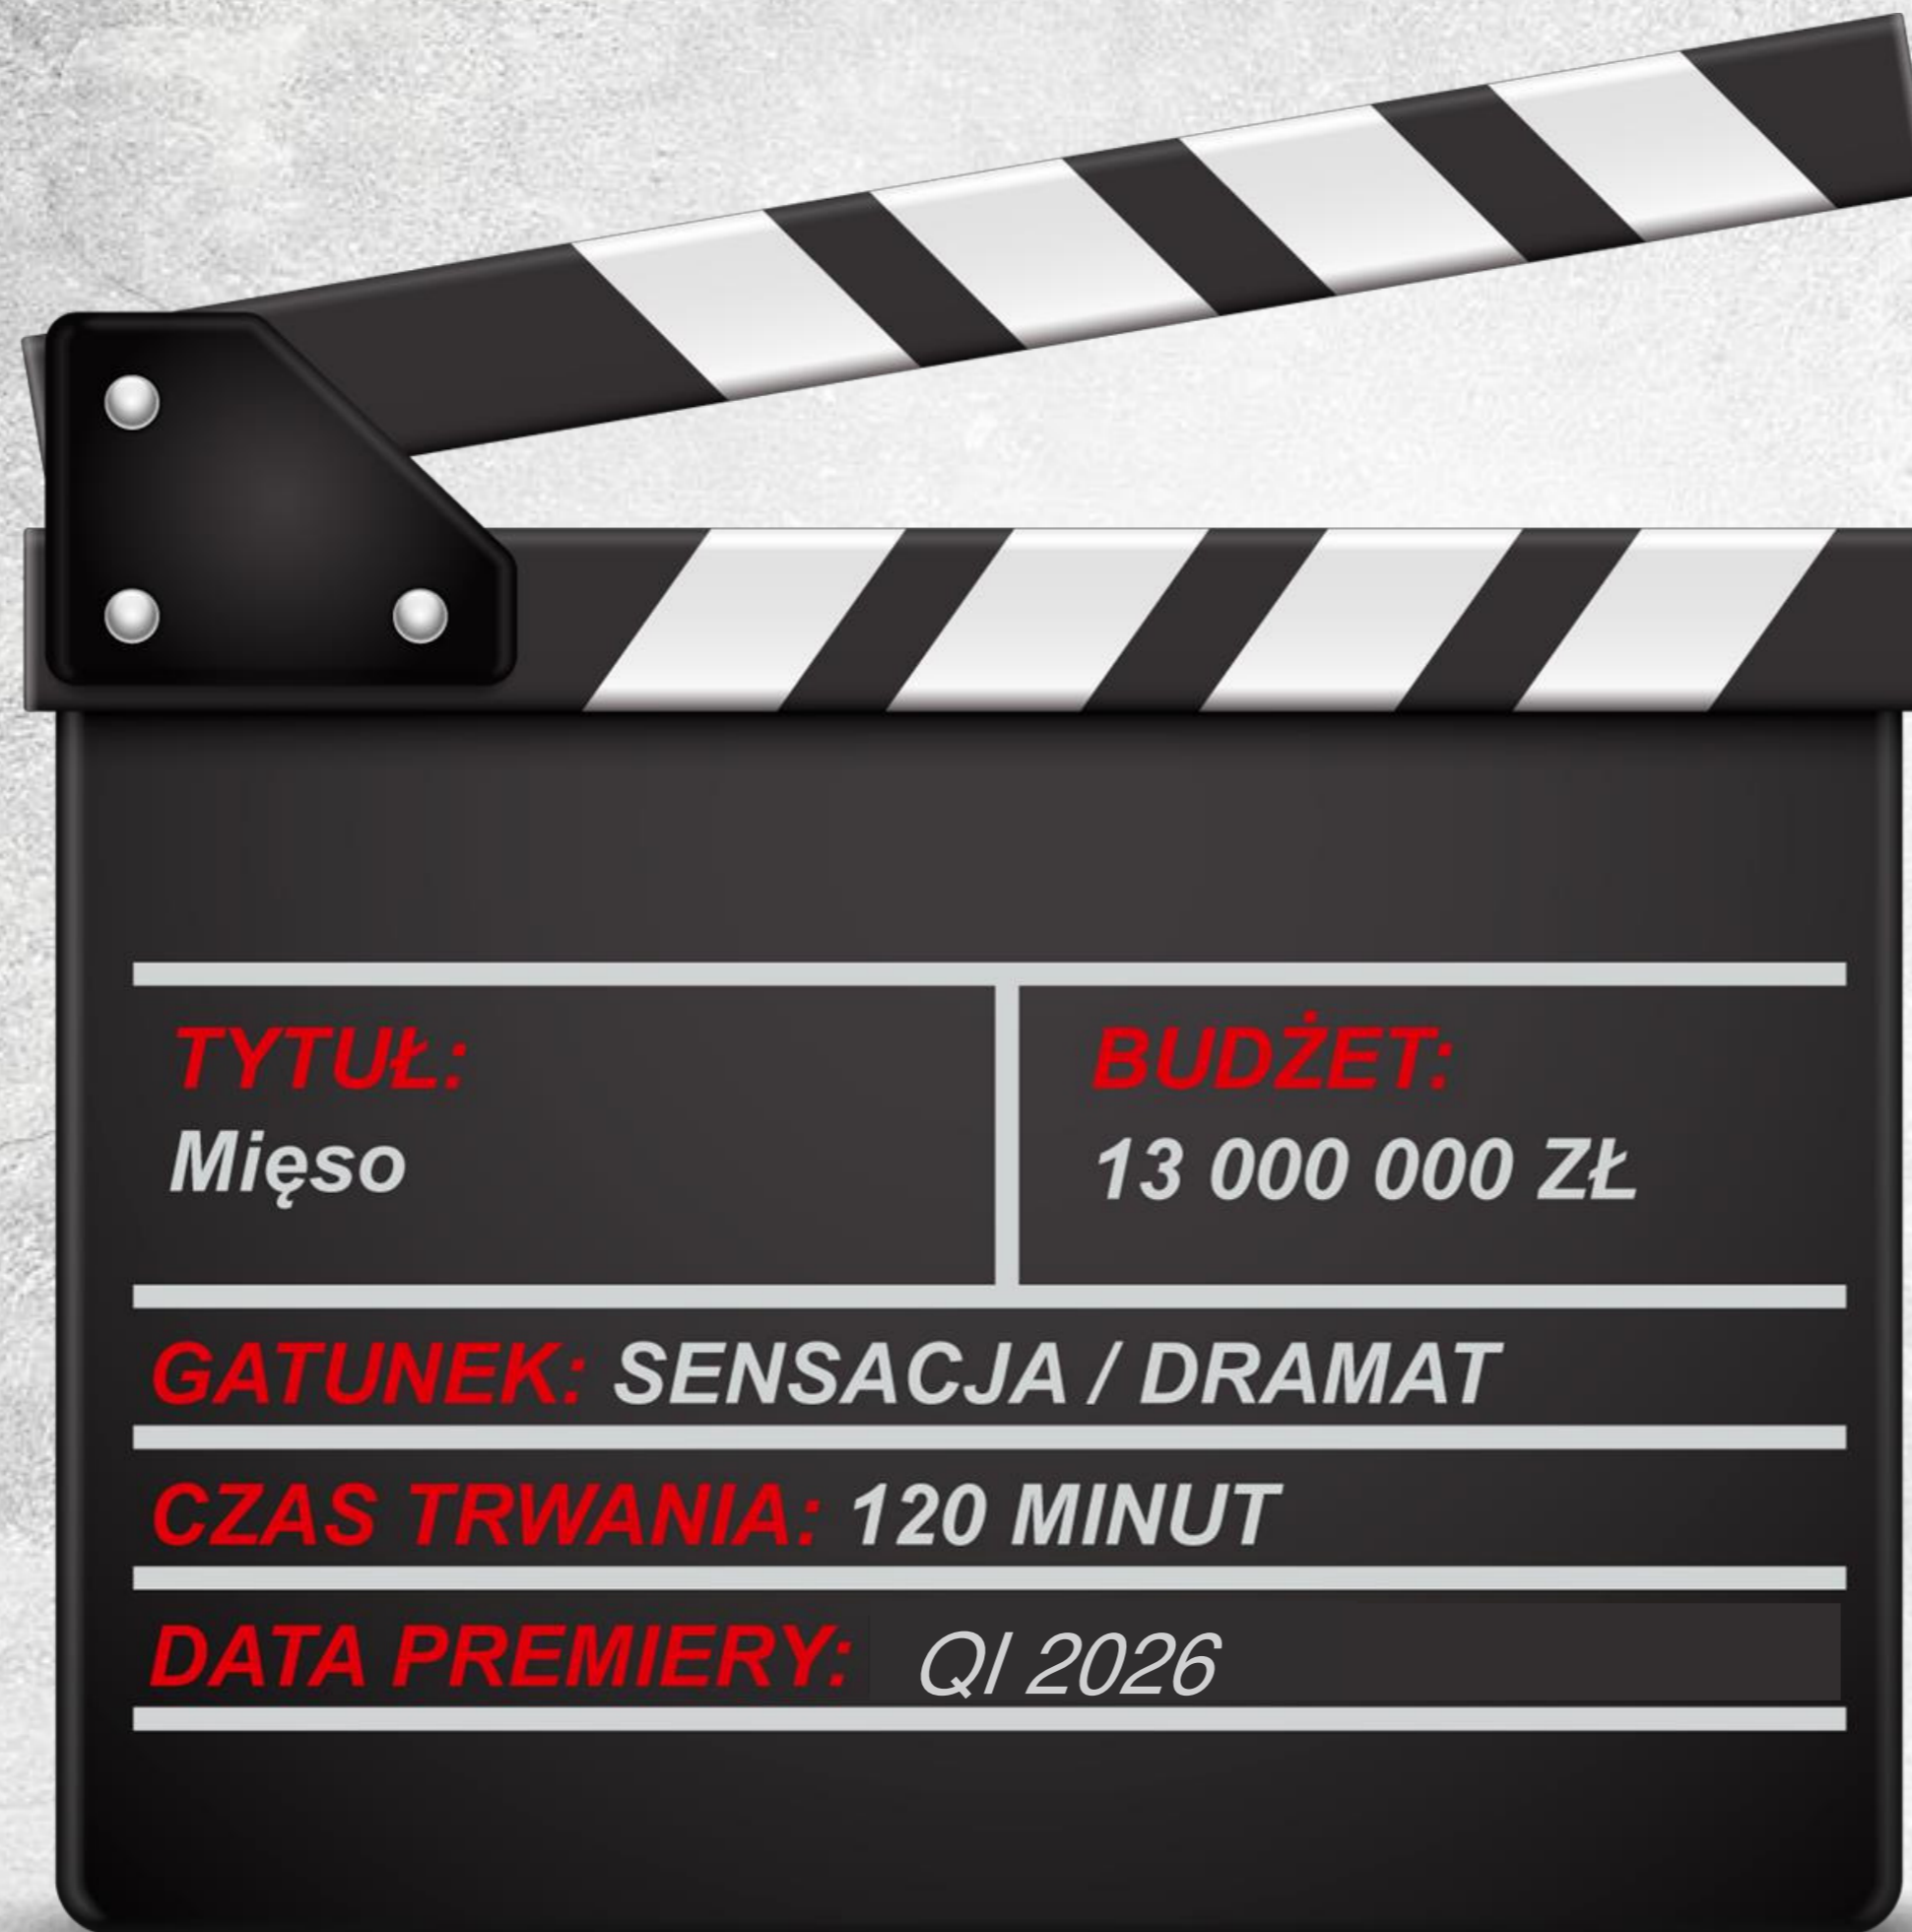 TYTUŁ:
Mięso
BUDŻET:
13 000 000 ZŁ
GATUNEK: SENSACJA / DRAMAT
CZAS TRWANIA: 120 MINUT
DATA PREMIERY: QI 2026